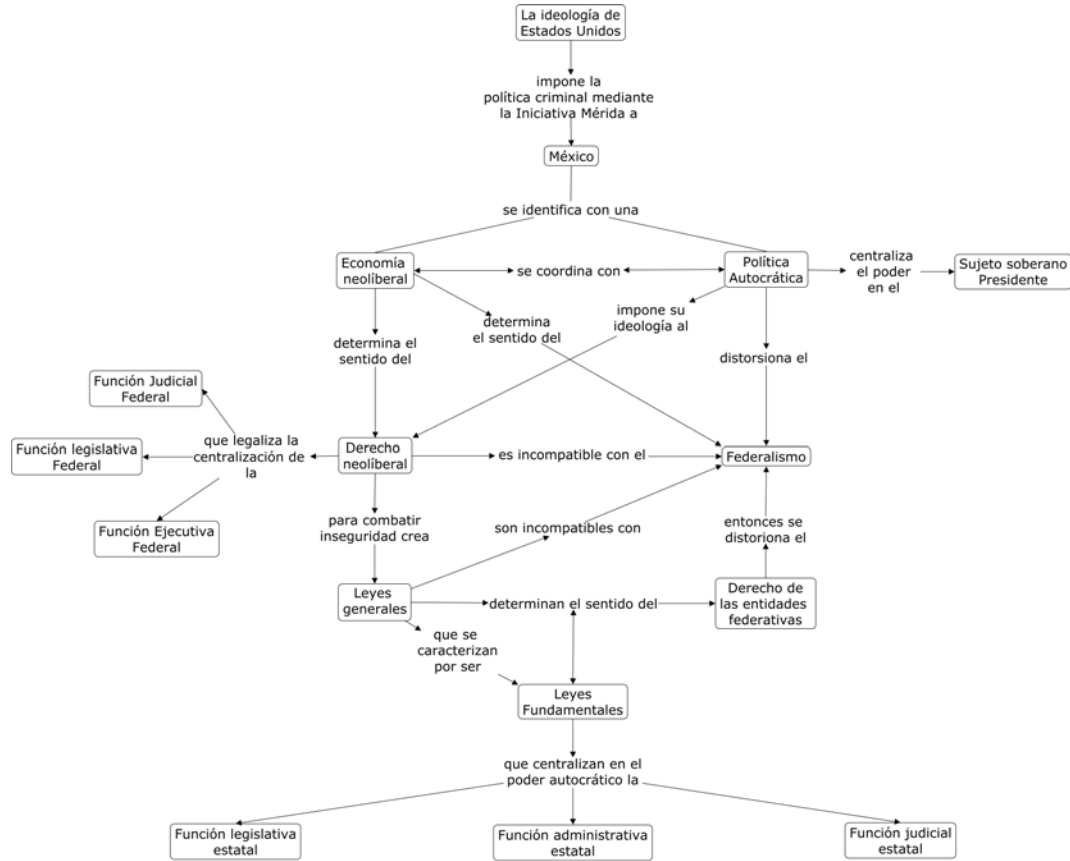 La ideología de
Estados Unidos
impone la
política criminal mediante
la Iniciativa Mérida a
México
se identifica con una
Economía
neolíberal
se coordina con
Política
Autocrática
centraliza
el poder
en el
Sujeto soberano
Presidente
determina el
sentido del
determina
el sentido del
impone su
ideología al
distorsiona el
Función Judicial
Federal
Función legislativa
Federal
Función Ejecutiva
Federal
que legaliza la
centralización de
la
Derecho
neolíberal
es incompatible con el
Federalismo
para combatir
inseguridad crea
son incompatibles con
entonces se
distoriona el
Leyes
generales
determinan el sentido del
Derecho de
las entidades
federativas
que se
caracterizan
por ser
Leyes
Fundamentales
que centralizan en el
poder autocrático la
Función legislativa
estatal
Función administrativa
estatal
Función judicial
estatal